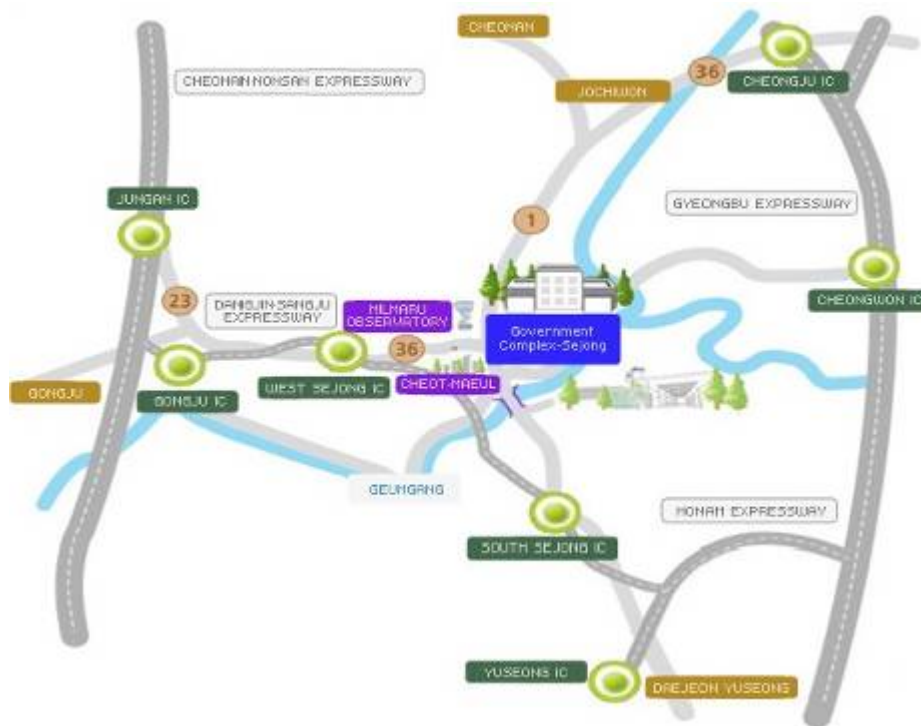 CHEONAN
36
CHEONAN NONSAN EXPRESSWAY
CHEONGJU IC
JOCHIWON
JUNGAN IC
GYEONGBU EXPRESSWAY
1
23
DANGJIN-SANGJU
EXPRESSWAY
MILMARU
OBSERVATORY
CHEONGWON IC
Government
Complex-Sejong
36
WEST SEJONG IC
CHEOT-MAEUL
GONGJU
GONGJU IC
GEUMGANG
HONAM EXPRESSWAY
SOUTH SEJONG IC
YUSEONG IC
DAEJEON YUSEONG